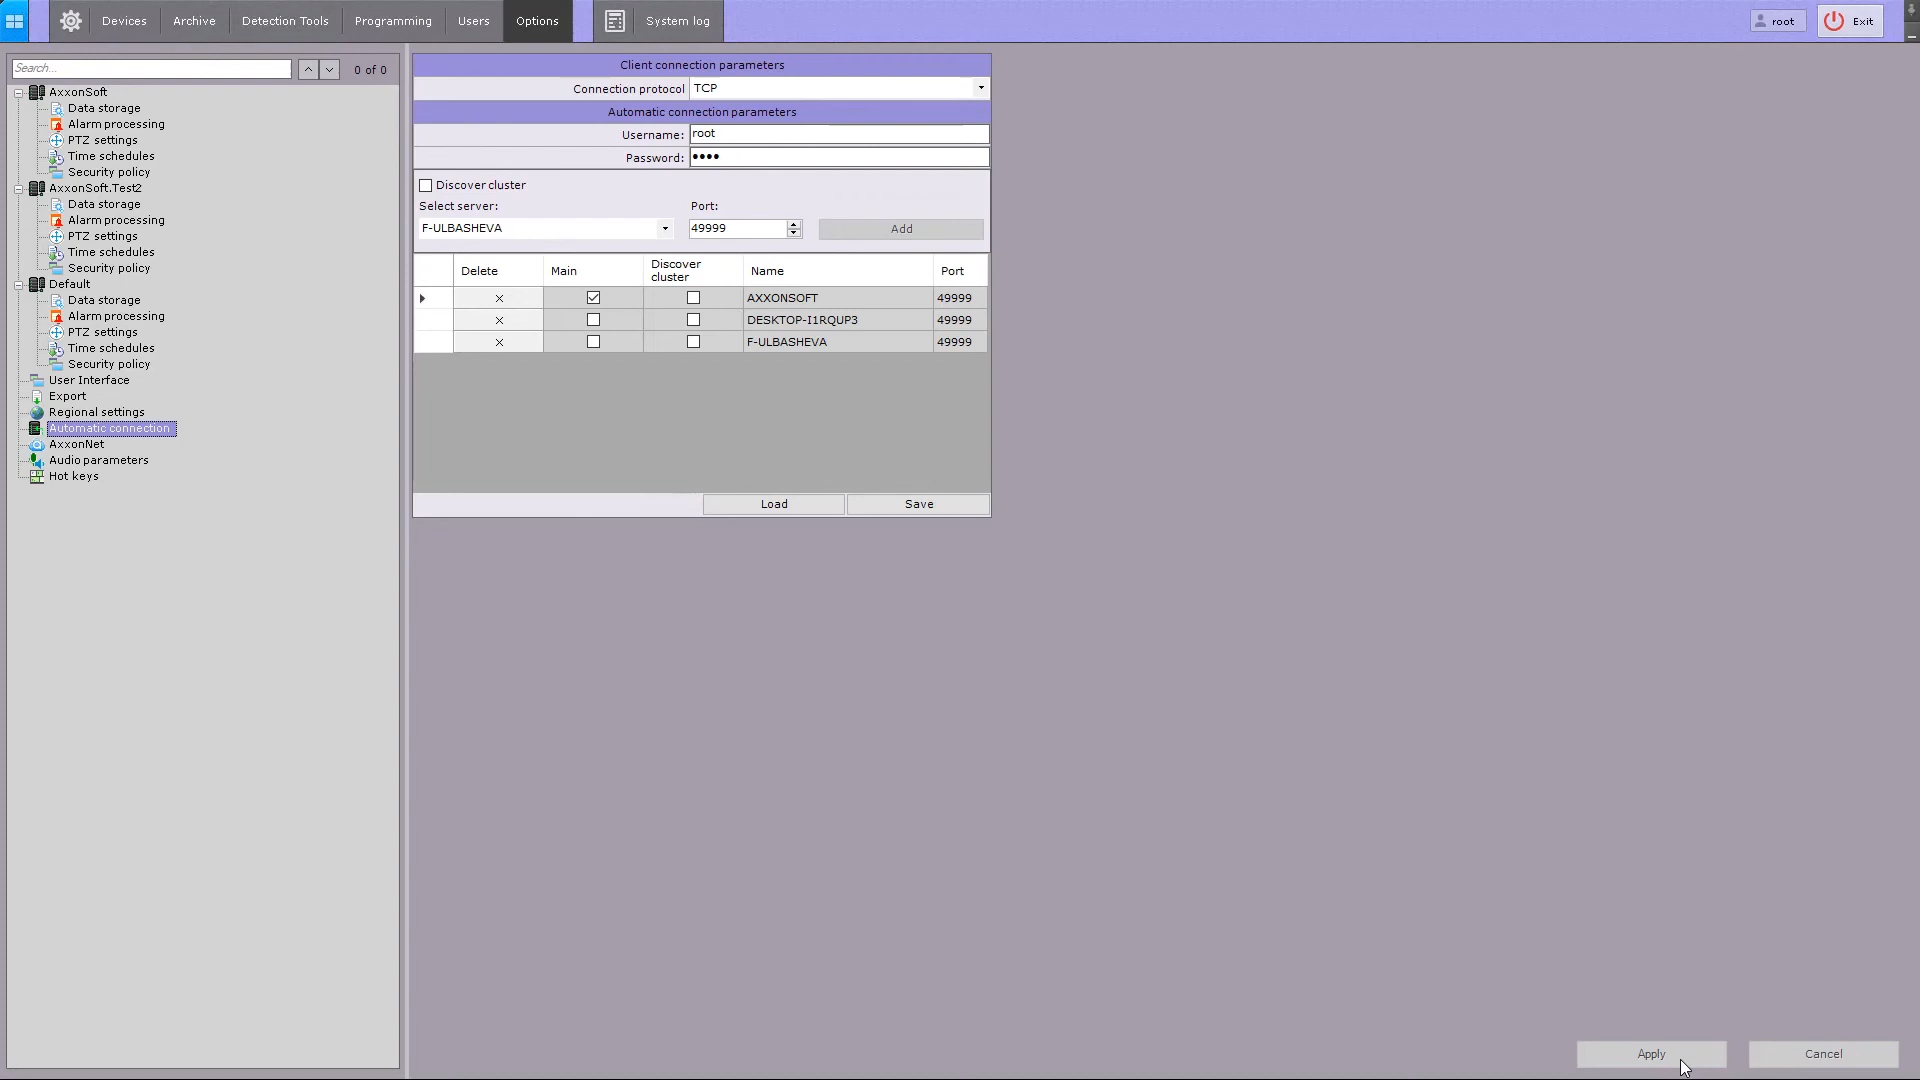 Devices Archive Detection Tools Programming Users Options System log root Exit
Search... 0 of 0
AxxonSoft
Data storage
Alarm processing
PTZ settings
Time schedules
Security policy
AxxonSoft.Test2
Data storage
Alarm processing
PTZ settings
Time schedules
Security policy
Default
Data storage
Alarm processing
PTZ settings
Time schedules
Security policy
User Interface
Export
Regional settings
Automatic connection
AxxonNet
Audio parameters
Hot keys
Client connection parameters
Connection protocol TCP
Automatic connection parameters
Username: root
Password: ••••
Discover cluster
Select server: Port:
F-ULBASHEVA 49999 Add
Delete Main Discover cluster Name Port
AXXONSOFT 49999
DESKTOP-I1RQUP3 49999
F-ULBASHEVA 49999
Load Save
Apply Cancel